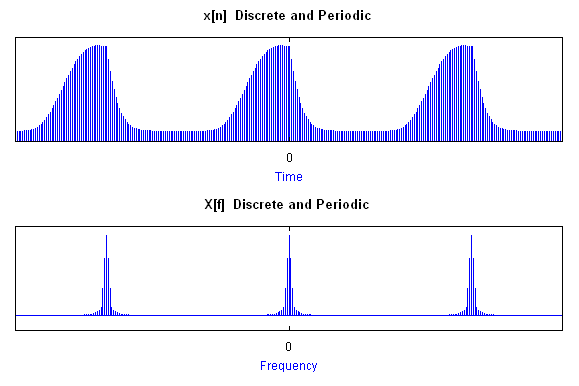 x[n] Discrete and Periodic
0
Time
X[f] Discrete and Periodic
0
Frequency